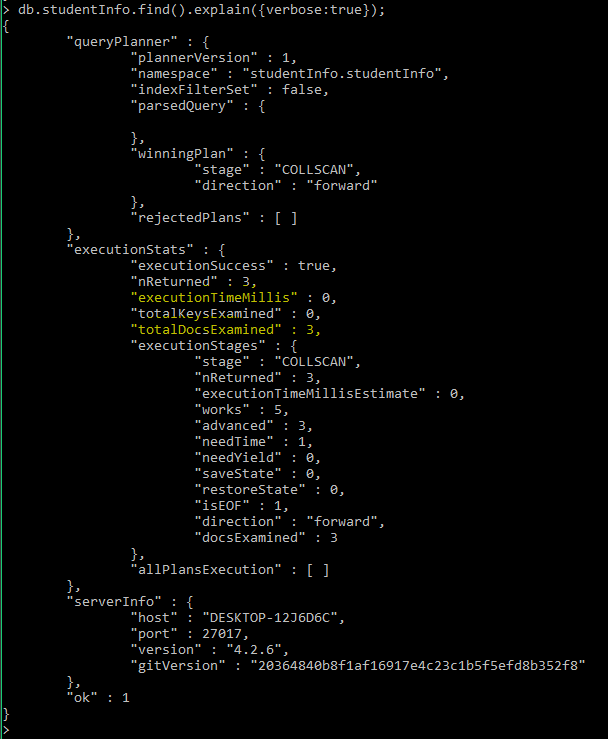 > db.studentInfo.find().explain({verbose:true});
{
        "queryPlanner" : {
                "plannerVersion" : 1,
                "namespace" : "studentInfo.studentInfo",
                "indexFilterSet" : false,
                "parsedQuery" : {

                },
                "winningPlan" : {
                        "stage" : "COLLSCAN",
                        "direction" : "forward"
                },
                "rejectedPlans" : [ ]
        },
        "executionStats" : {
                "executionSuccess" : true,
                "nReturned" : 3,
                "executionTimeMillis" : 0,
                "totalKeysExamined" : 0,
                "totalDocsExamined" : 3,
                "executionStages" : {
                        "stage" : "COLLSCAN",
                        "nReturned" : 3,
                        "executionTimeMillisEstimate" : 0,
                        "works" : 5,
                        "advanced" : 3,
                        "needTime" : 1,
                        "needYield" : 0,
                        "saveState" : 0,
                        "restoreState" : 0,
                        "isEOF" : 1,
                        "direction" : "forward",
                        "docsExamined" : 3
                },
                "allPlansExecution" : [ ]
        },
        "serverInfo" : {
                "host" : "DESKTOP-12J6D6C",
                "port" : 27017,
                "version" : "4.2.6",
                "gitVersion" : "20364840b8f1af16917e4c23c1b5f5efd8b352f8"
        },
        "ok" : 1
}
>